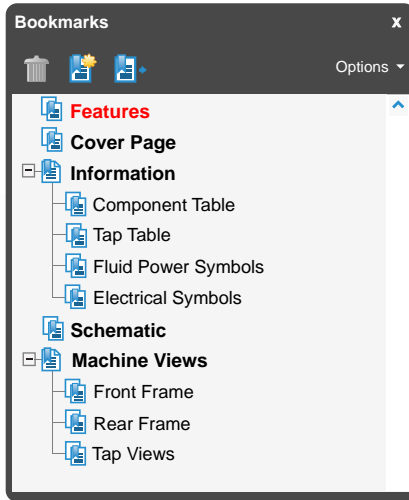 Bookmarks x
Options
Features
Cover Page
Information
Component Table
Tap Table
Fluid Power Symbols
Electrical Symbols
Schematic
Machine Views
Front Frame
Rear Frame
Tap Views